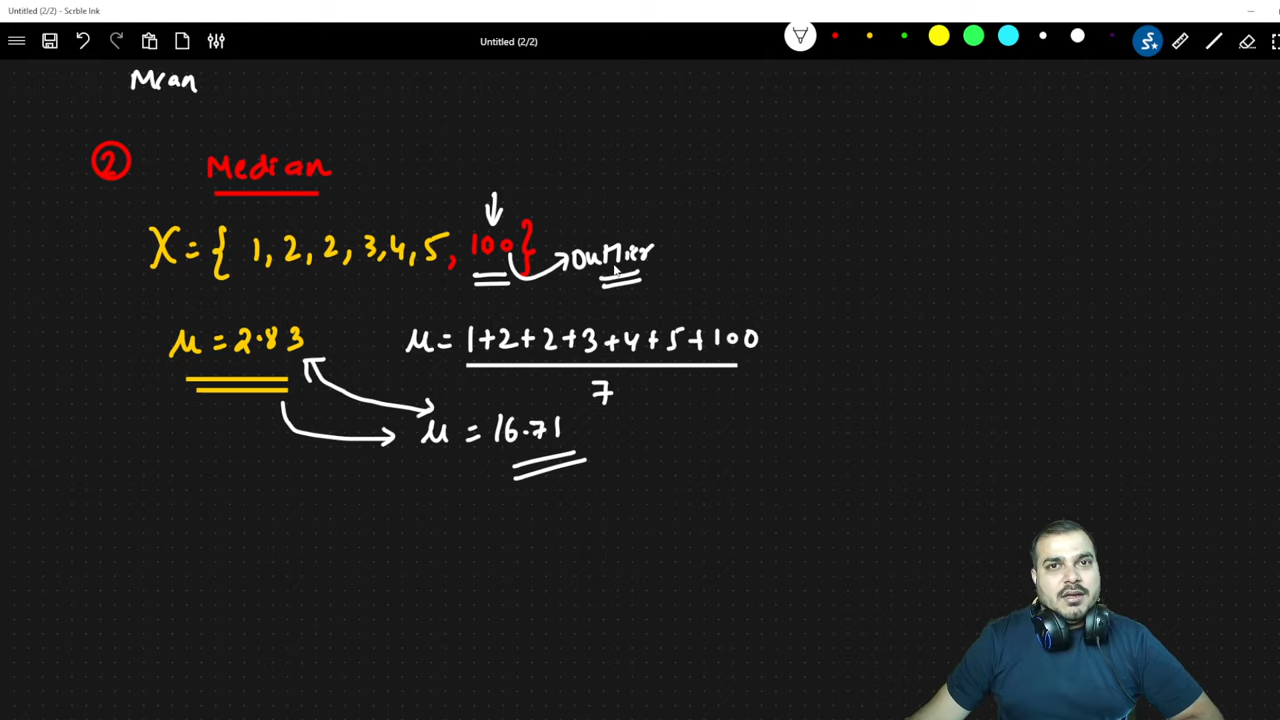 Untitled (2/2) - Scrble Ink
Untitled (2/2)
Mean
2 Median
X = { 1, 2, 2, 3, 4, 5, 100} Outlier
μ = 2.83 μ = 1+2+2+3+4+5+100
7
μ = 16.71